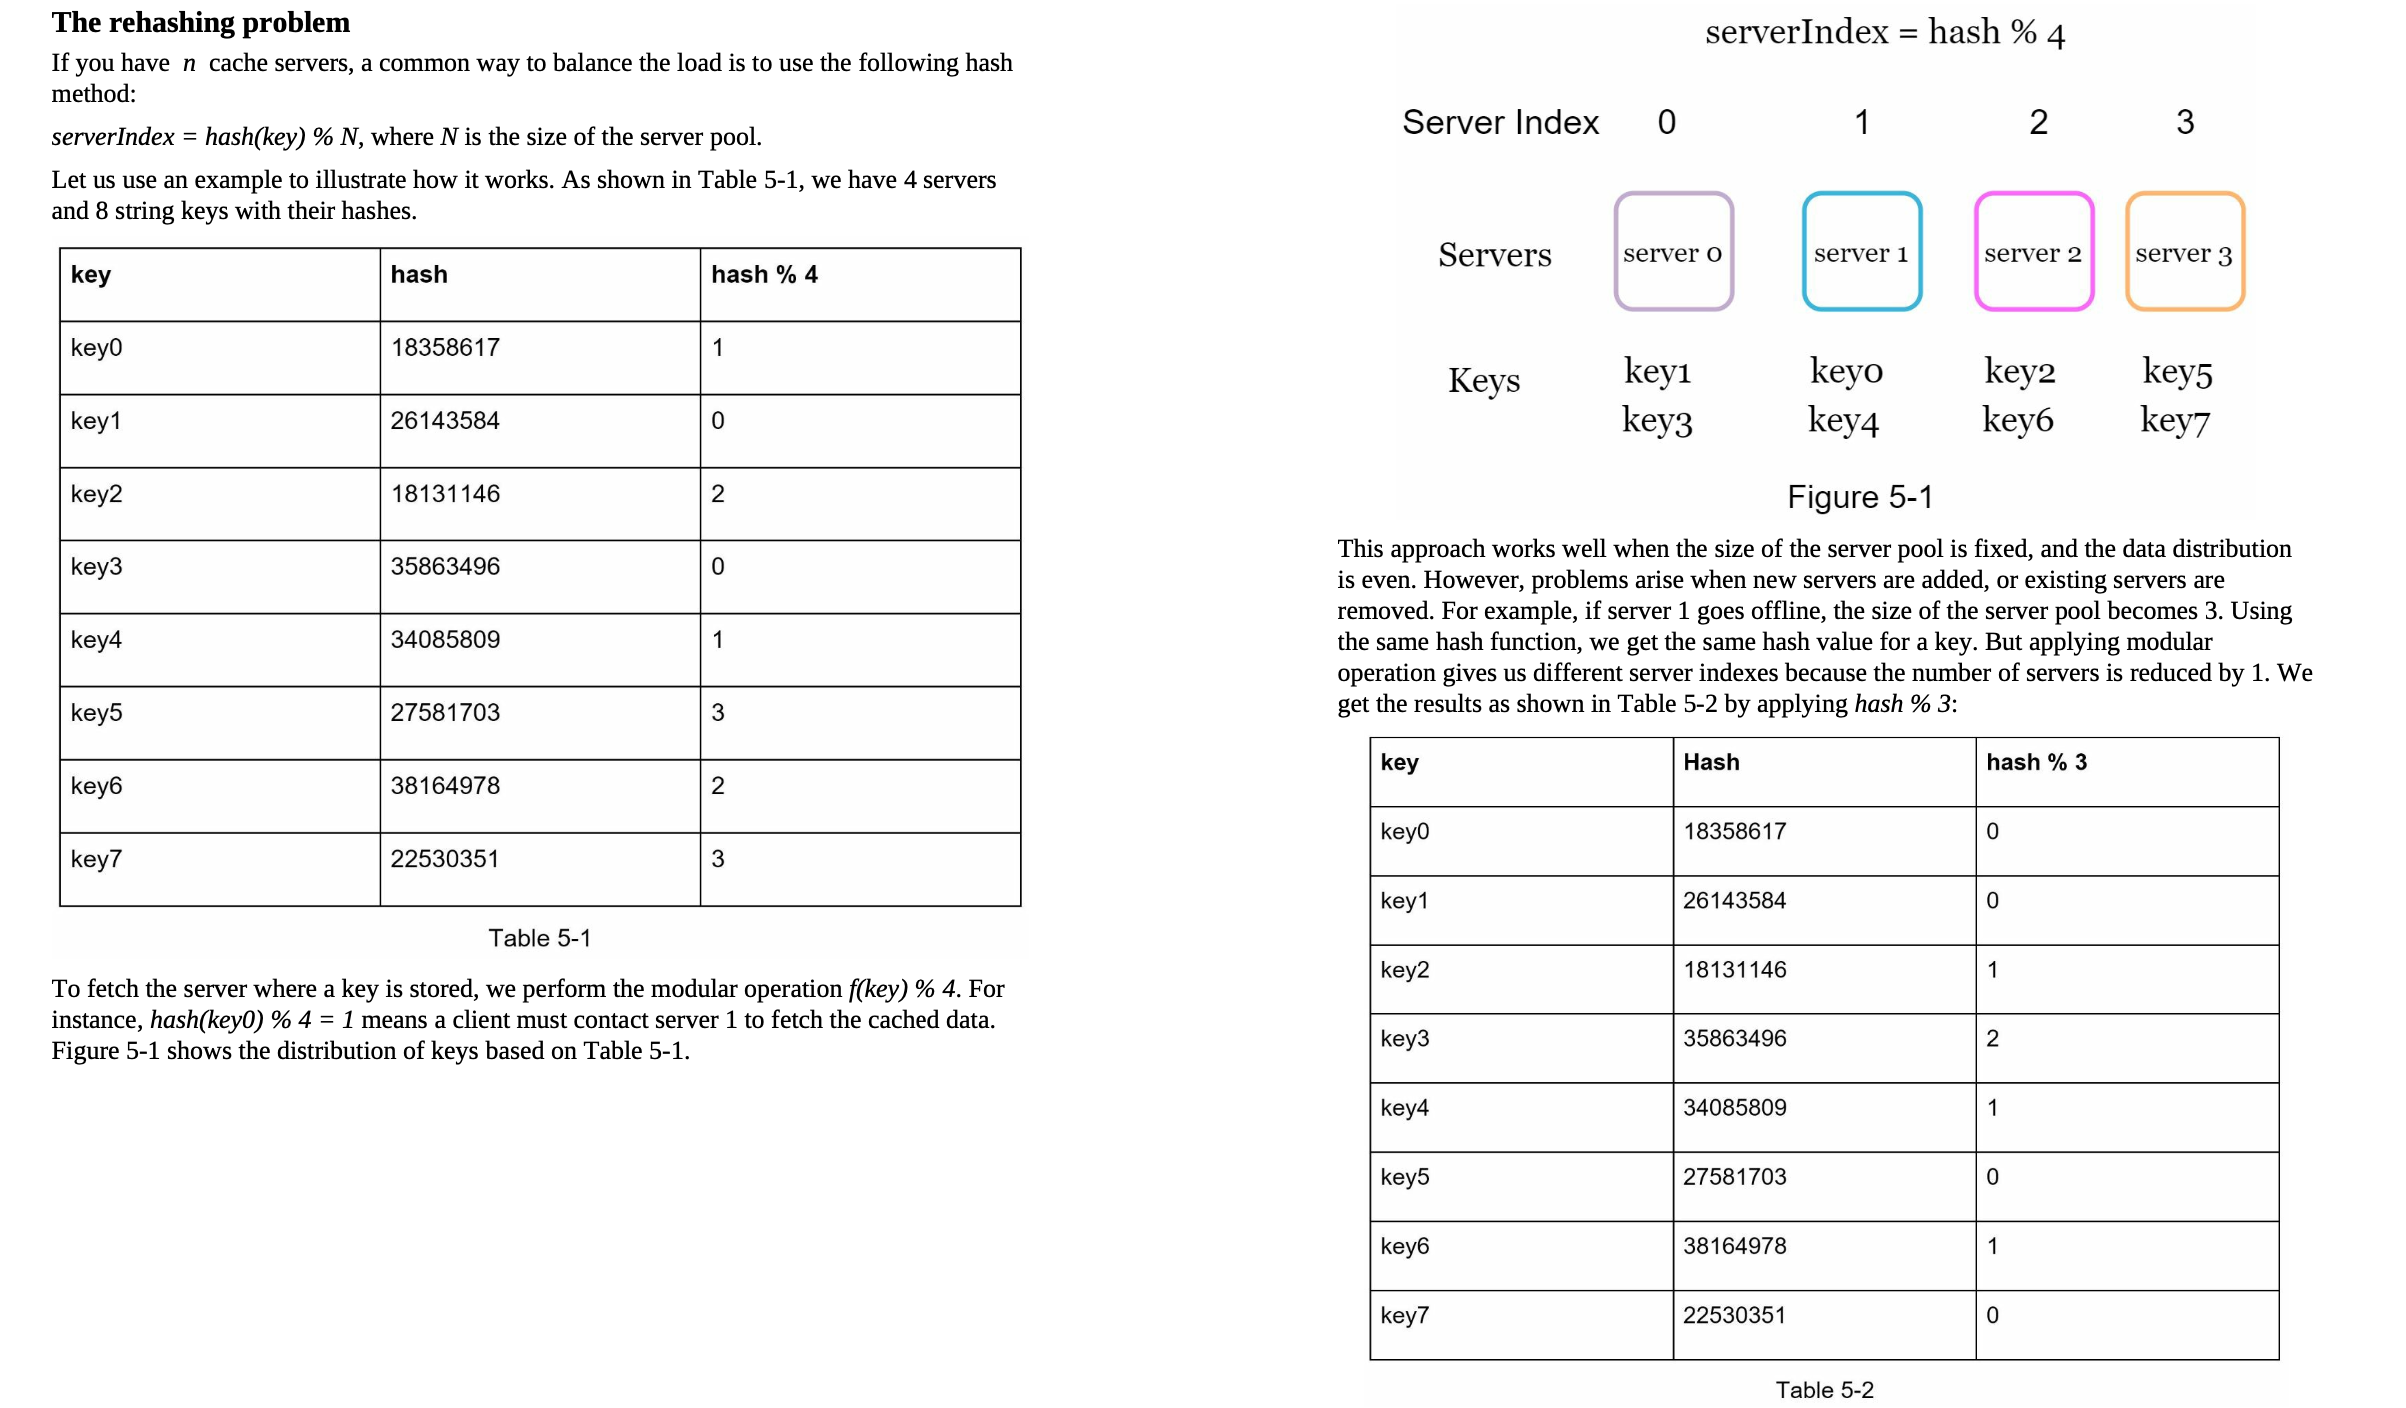 The rehashing problem
If you have n cache servers, a common way to balance the load is to use the following hash
method:
serverIndex = hash(key) % N, where N is the size of the server pool.
Let us use an example to illustrate how it works. As shown in Table 5-1, we have 4 servers
and 8 string keys with their hashes.
key hash hash % 4
key0 18358617 1
key1 26143584 0
key2 18131146 2
key3 35863496 0
key4 34085809 1
key5 27581703 3
key6 38164978 2
key7 22530351 3
Table 5-1
To fetch the server where a key is stored, we perform the modular operation f(key) % 4. For
instance, hash(key0) % 4 = 1 means a client must contact server 1 to fetch the cached data.
Figure 5-1 shows the distribution of keys based on Table 5-1.
serverIndex = hash % 4
Server Index 0 1 2 3
Servers server 0 server 1 server 2 server 3
Keys key1 key0 key2 key5
key3 key4 key6 key7
Figure 5-1
This approach works well when the size of the server pool is fixed, and the data distribution
is even. However, problems arise when new servers are added, or existing servers are
removed. For example, if server 1 goes offline, the size of the server pool becomes 3. Using
the same hash function, we get the same hash value for a key. But applying modular
operation gives us different server indexes because the number of servers is reduced by 1. We
get the results as shown in Table 5-2 by applying hash % 3:
key Hash hash % 3
key0 18358617 0
key1 26143584 0
key2 18131146 1
key3 35863496 2
key4 34085809 1
key5 27581703 0
key6 38164978 1
key7 22530351 0
Table 5-2